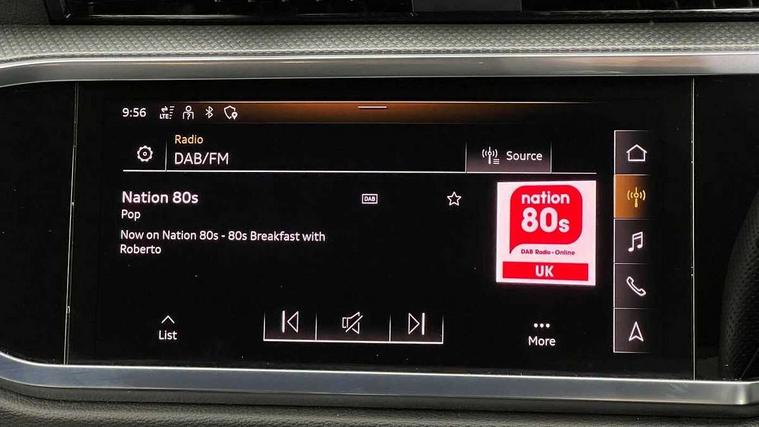 9:56
LTE
Radio
DAB/FM
Source
Nation 80s
DAB
Pop
Now on Nation 80s - 80s Breakfast with
Roberto
nation
80s
DAB Radio • Online
UK
List
More